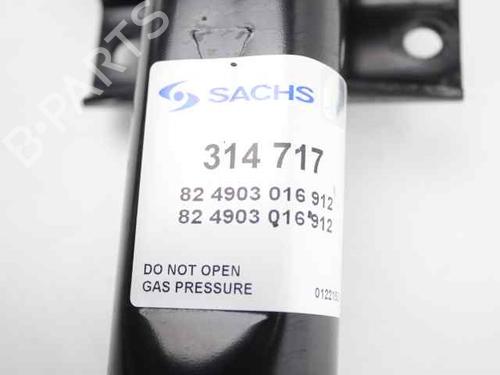 B-PARTS
SACHS
314 717
82 4903 016 912
82 4903 016 912
DO NOT OPEN
GAS PRESSURE